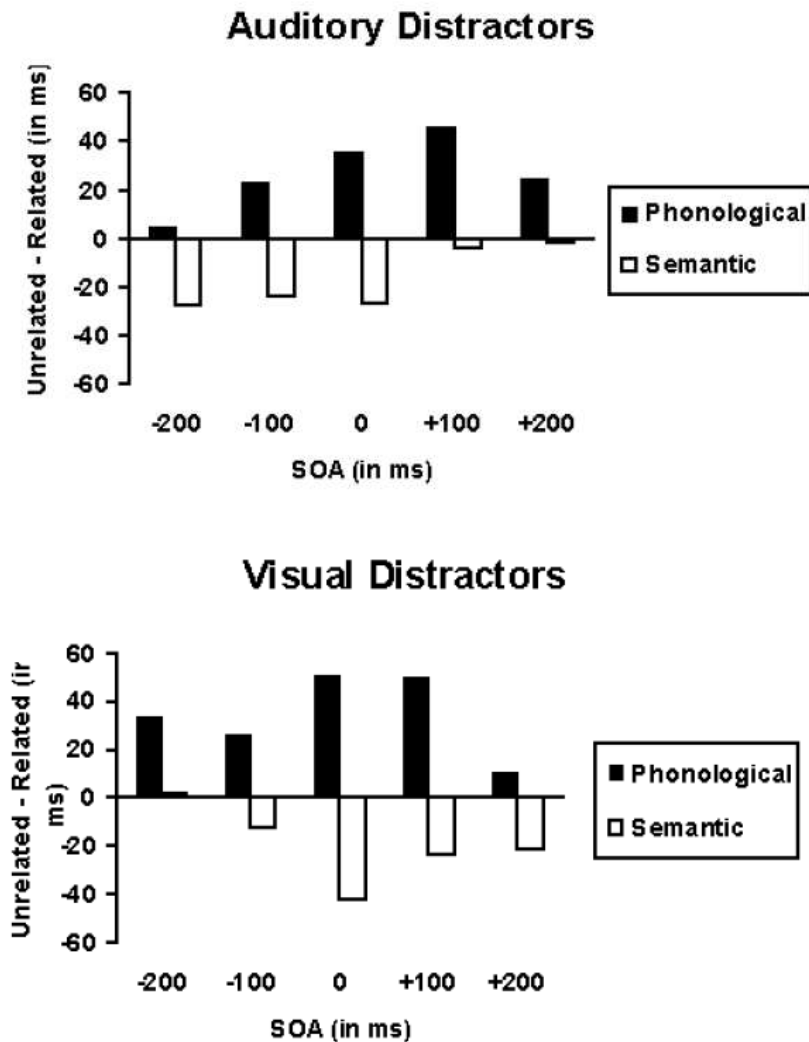 Auditory Distractors
Unrelated - Related (in ms)
60
40
20
0
-20
-40
-60
-200 -100 0 +100 +200
SOA (in ms)
Phonological
Semantic
Visual Distractors
Unrelated - Related (ir
ms)
60
40
20
0
-20
-40
-60
-200 -100 0 +100 +200
SOA (in ms)
Phonological
Semantic